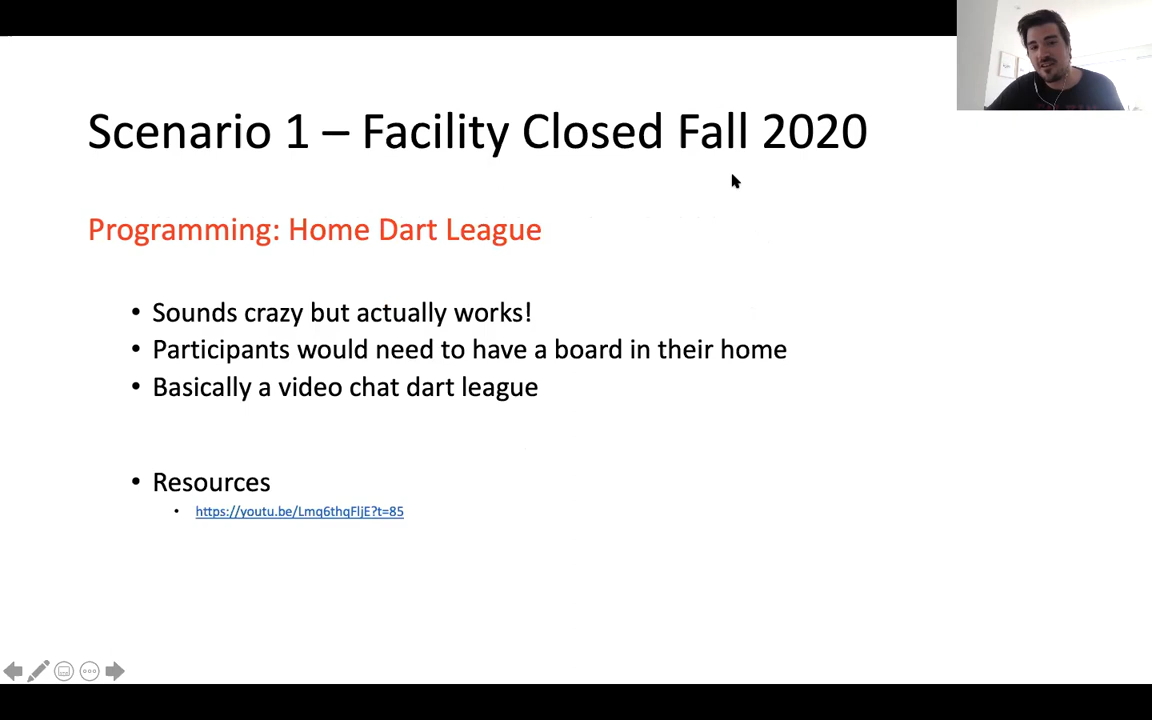 Scenario 1 – Facility Closed Fall 2020
Programming: Home Dart League
• Sounds crazy but actually works!
• Participants would need to have a board in their home
• Basically a video chat dart league
• Resources
• https://youtu.be/Lmq6thqFljE?t=85